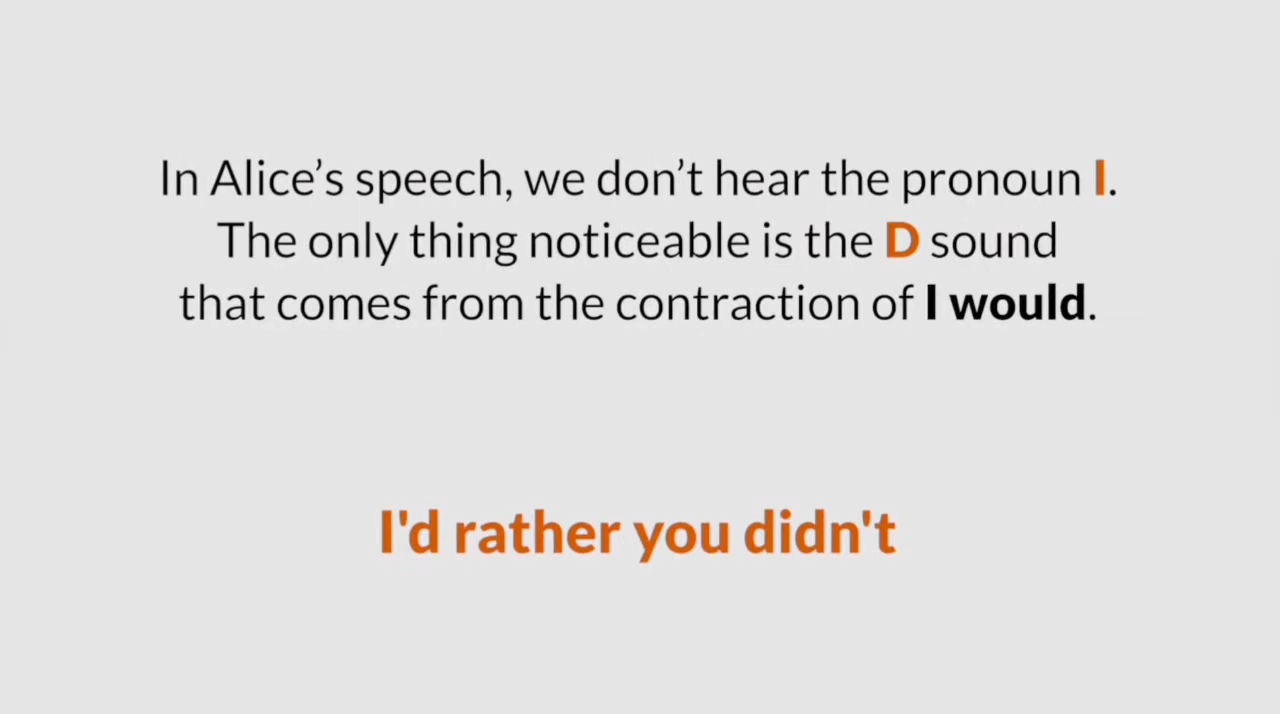 In Alice’s speech, we don’t hear the pronoun I.
The only thing noticeable is the D sound
that comes from the contraction of I would.
I'd rather you didn't